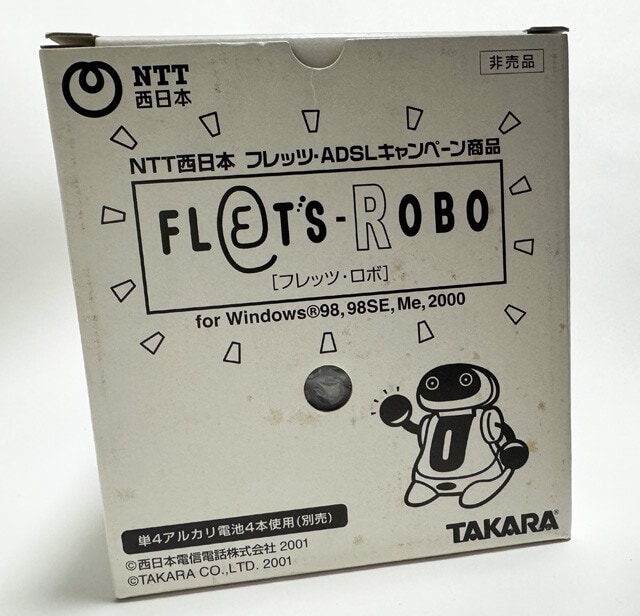 NTT
西日本
非売品
NTT西日本 フレッツ・ADSLキャンペーン商品
FLET'S-ROBO
[フレッツ・ロボ]
for Windows®98,98SE,Me,2000
単4アルカリ電池4本使用(別売)
©西日本電信電話株式会社 2001
©TAKARA CO.,LTD. 2001
TAKARA®